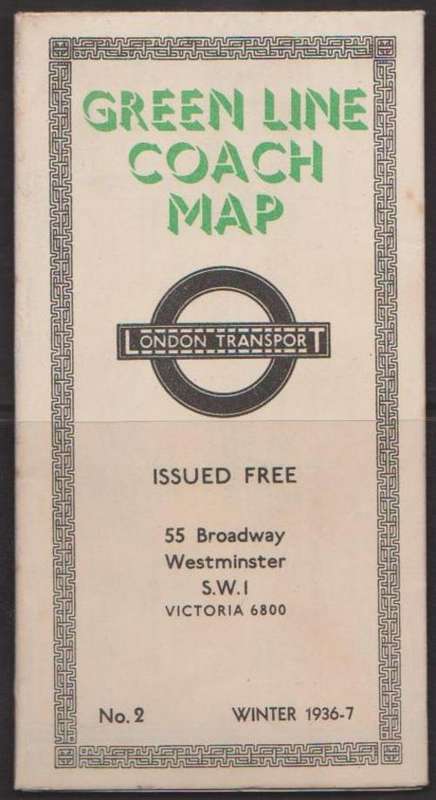 GREEN LINE
COACH
MAP
LONDON TRANSPORT
ISSUED FREE
55 Broadway
Westminster
S.W.1
VICTORIA 6800
No. 2 WINTER 1936-7